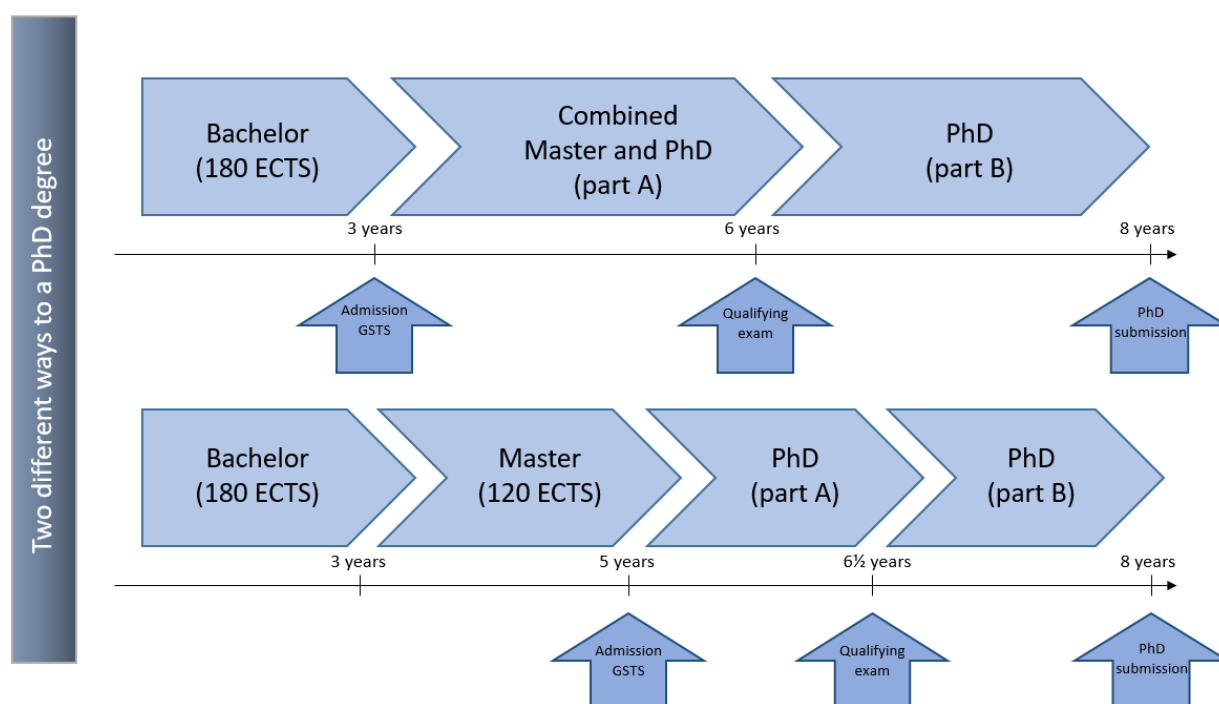 Two different ways to a PhD degree
Bachelor
(180 ECTS)
Combined
Master and PhD
(part A)
PhD
(part B)
3 years
6 years
8 years
Admission
GSTS
Qualifying
exam
PhD
submission
Bachelor
(180 ECTS)
Master
(120 ECTS)
PhD
(part A)
PhD
(part B)
3 years
5 years
6½ years
8 years
Admission
GSTS
Qualifying
exam
PhD
submission